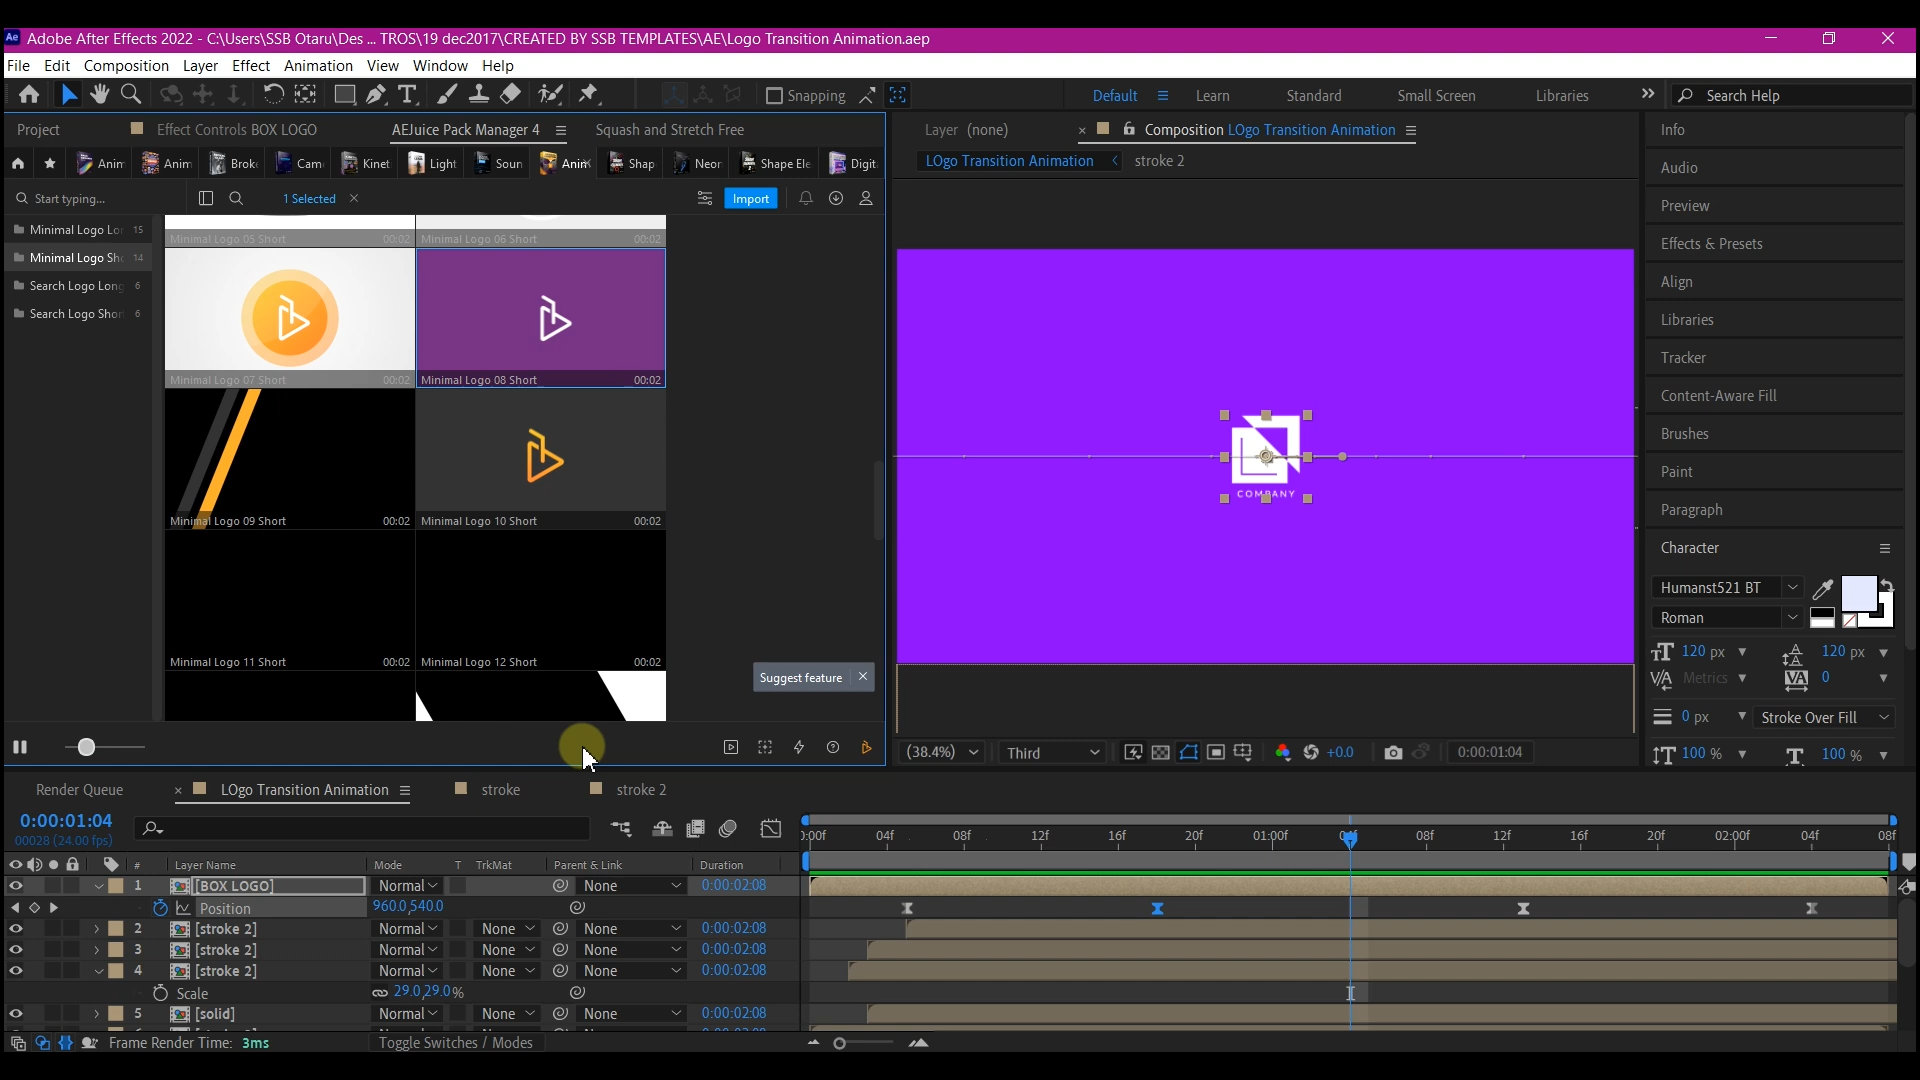 Ae Adobe After Effects 2022 - C:\Users\SSB Otaru\Des ... TROS\19 dec2017\CREATED BY SSB TEMPLATES\AE\Logo Transition Animation.aep
File Edit Composition Layer Effect Animation View Window Help
Snapping Default Learn Standard Small Screen Libraries Search Help
Project Effect Controls BOX LOGO AEJuice Pack Manager 4 Squash and Stretch Free
Layer (none) Composition LOgo Transition Animation
Anim Anim Broke Cam Kinet Light Soun Anim Shap Neor Shape Ele Digit
LOgo Transition Animation stroke 2
Start typing... 1 Selected Import
Minimal Logo Lo 15
Minimal Logo Sho 14
Search Logo Long 6
Search Logo Shor 6
Minimal Logo 05 Short 00:02 Minimal Logo 06 Short 00:02
Minimal Logo 07 Short 00:02 Minimal Logo 08 Short 00:02
Minimal Logo 09 Short 00:02 Minimal Logo 10 Short 00:02
Minimal Logo 11 Short 00:02 Minimal Logo 12 Short 00:02
Suggest feature
COMPANY
(38.4%) Third +0.0 0:00:01:04
Info
Audio
Preview
Effects & Presets
Align
Libraries
Tracker
Content-Aware Fill
Brushes
Paint
Paragraph
Character
Humanst521 BT
Roman
120 px 120 px
Metrics 0
0 px Stroke Over Fill
100 % 100 %
Render Queue LOgo Transition Animation stroke stroke 2
0:00:01:04
00028 (24.00 fps)
:00f 04f 08f 12f 16f 20f 01:00f 04f 08f 12f 16f 20f 02:00f 04f 08f
# Layer Name Mode T TrkMat Parent & Link Duration
1 [BOX LOGO] Normal None 0:00:02:08
Position 960.0,540.0
2 [stroke 2] Normal None None 0:00:02:08
3 [stroke 2] Normal None None 0:00:02:08
4 [stroke 2] Normal None None 0:00:02:08
Scale 29.0,29.0%
5 [solid] Normal None None 0:00:02:08
Frame Render Time: 3ms Toggle Switches / Modes